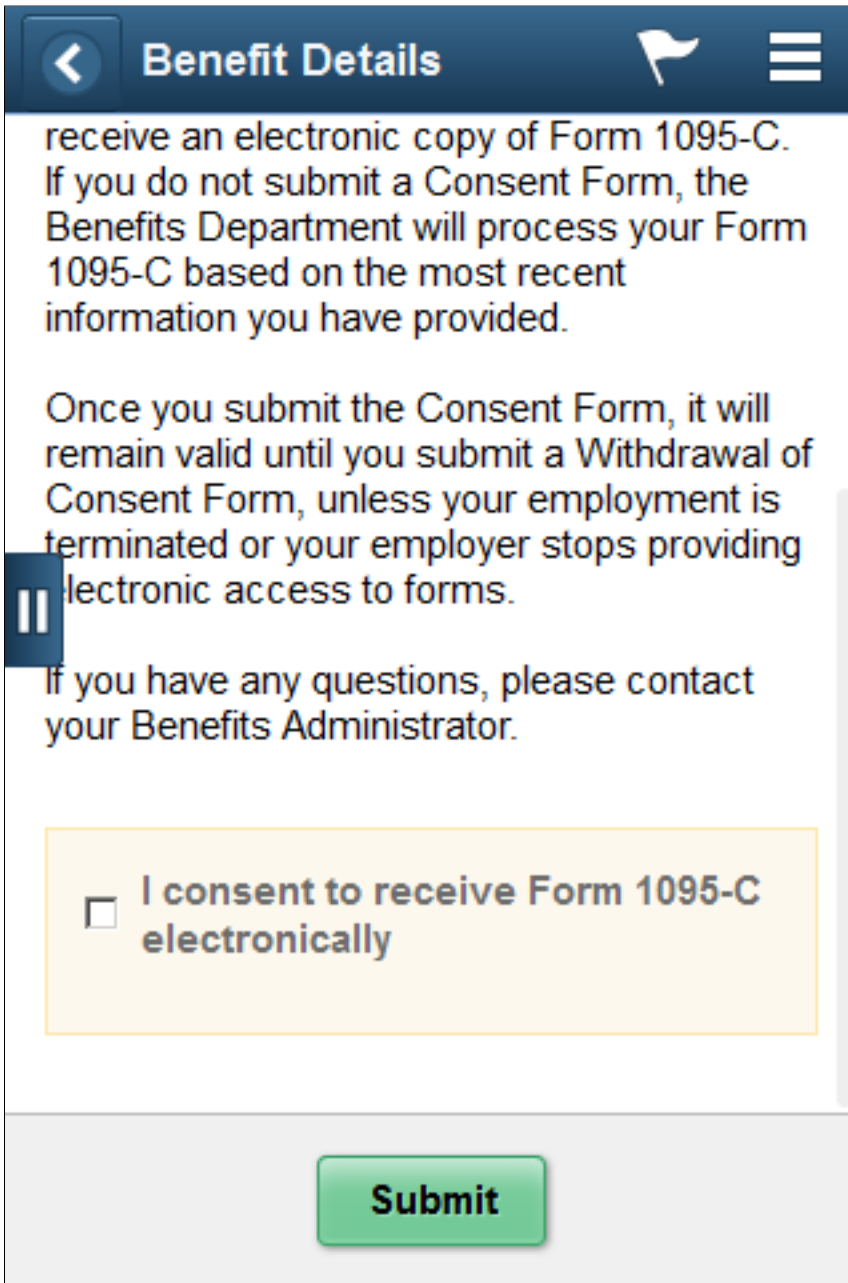 Benefit Details
receive an electronic copy of Form 1095-C.
If you do not submit a Consent Form, the
Benefits Department will process your Form
1095-C based on the most recent
information you have provided.
Once you submit the Consent Form, it will
remain valid until you submit a Withdrawal of
Consent Form, unless your employment is
terminated or your employer stops providing
electronic access to forms.
If you have any questions, please contact
your Benefits Administrator.
I consent to receive Form 1095-C
electronically
Submit